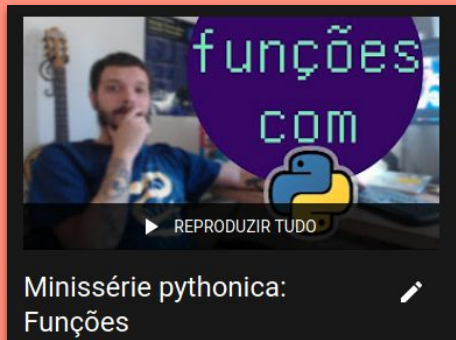 funções
com
REPRODUZIR TUDO
Minissérie pythonica:
Funções